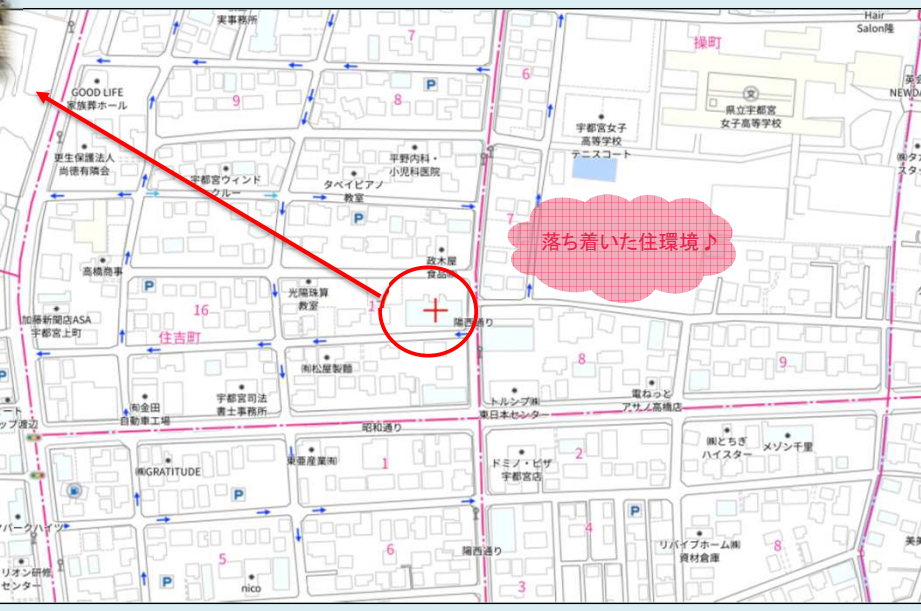 実事務所
Hair
Salon隆
7
操町
6
P
GOOD LIFE
家族葬ホール
9
8
文
県立宇都宮
女子高等学校
宇都宮女子
高等学校
テニスコート
更生保護法人
尚徳有隣会
宇都宮ウィンド
クルー
平野内科・
小児科医院
タベイピアノ
教室
P
7
落ち着いた住環境♪
高橋商事
政木屋
P
光陽珠算
教室
16
加藤新聞店ASA
宇都宮上町
住吉町
陽西通り
8
9
㈲松屋製麺
㈲金田
自動車工場
宇都宮司法
書士事務所
トルンプ㈱
東日本センター
電ねっと
アサノ高橋店
昭和通り
㈱とちぎ
ハイスター
メゾン千里
㈱GRATITUDE
東亜産業㈲
1
ドミノ・ピザ
宇都宮店
2
P
P
4
リバイブホーム㈱
資材倉庫
8
陽西通り
5
6
リオン研修
センター
P
nico
3